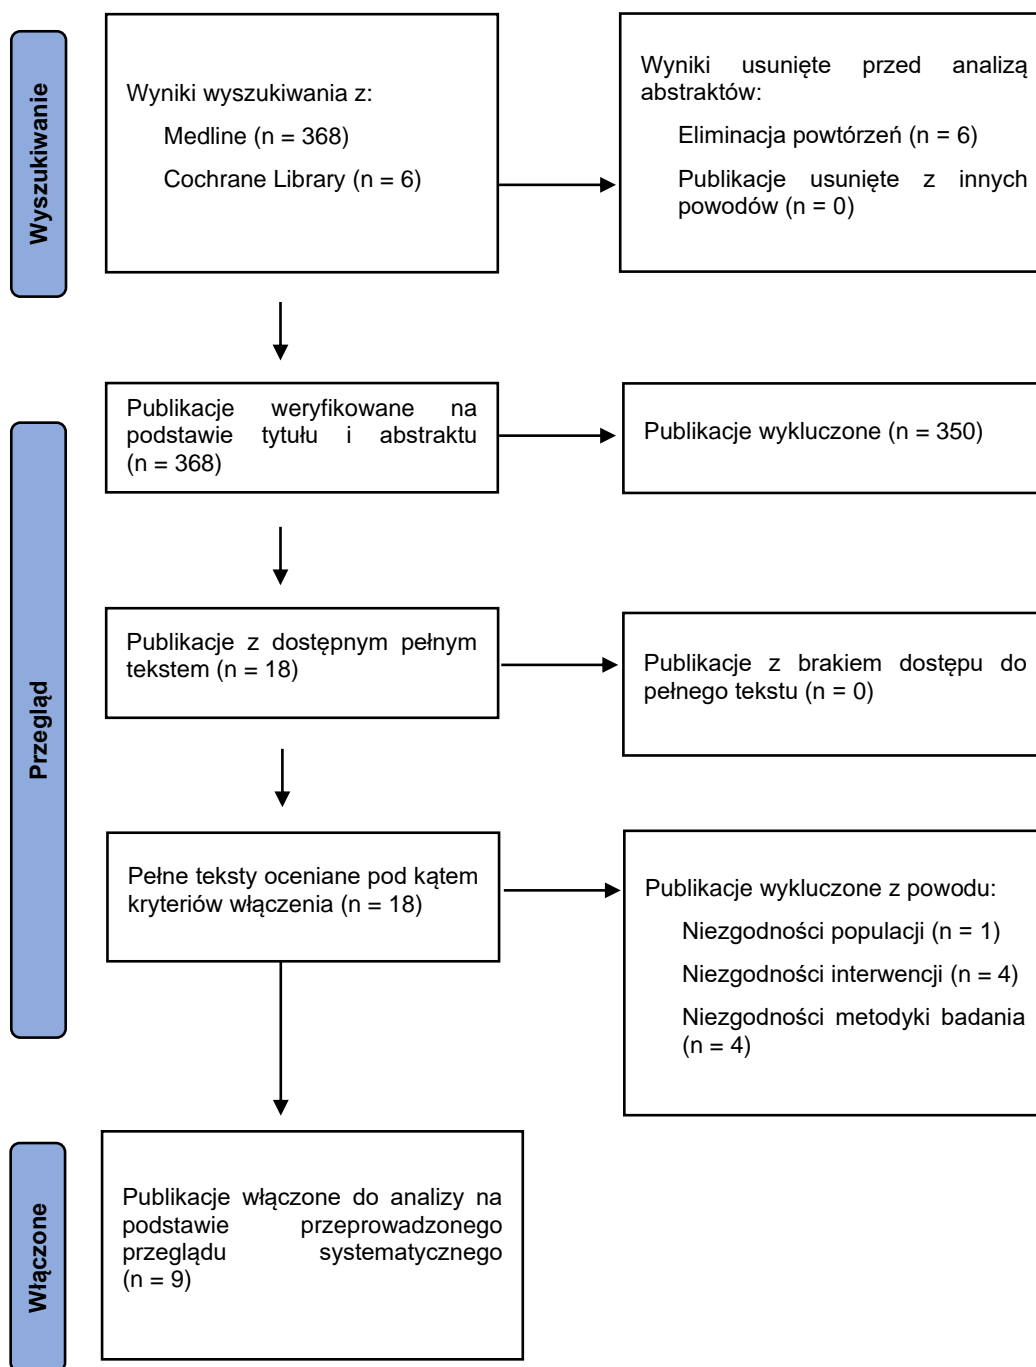 Wyszukiwanie
Wyniki wyszukiwania z:
Medline (n = 368)
Cochrane Library (n = 6)
Wyniki usunięte przed analizą
abstraktów:
Eliminacja powtórzeń (n = 6)
Publikacje usunięte z innych
powodów (n = 0)
Przegląd
Publikacje weryfikowane na
podstawie tytułu i abstraktu
(n = 368)
Publikacje wykluczone (n = 350)
Publikacje z dostępnym pełnym
tekstem (n = 18)
Publikacje z brakiem dostępu do
pełnego tekstu (n = 0)
Pełne teksty oceniane pod kątem
kryteriów włączenia (n = 18)
Publikacje wykluczone z powodu:
Niezgodności populacji (n = 1)
Niezgodności interwencji (n = 4)
Niezgodności metodyki badania
(n = 4)
Włączone
Publikacje włączone do analizy na
podstawie przeprowadzonego
przeglądu systematycznego
(n = 9)